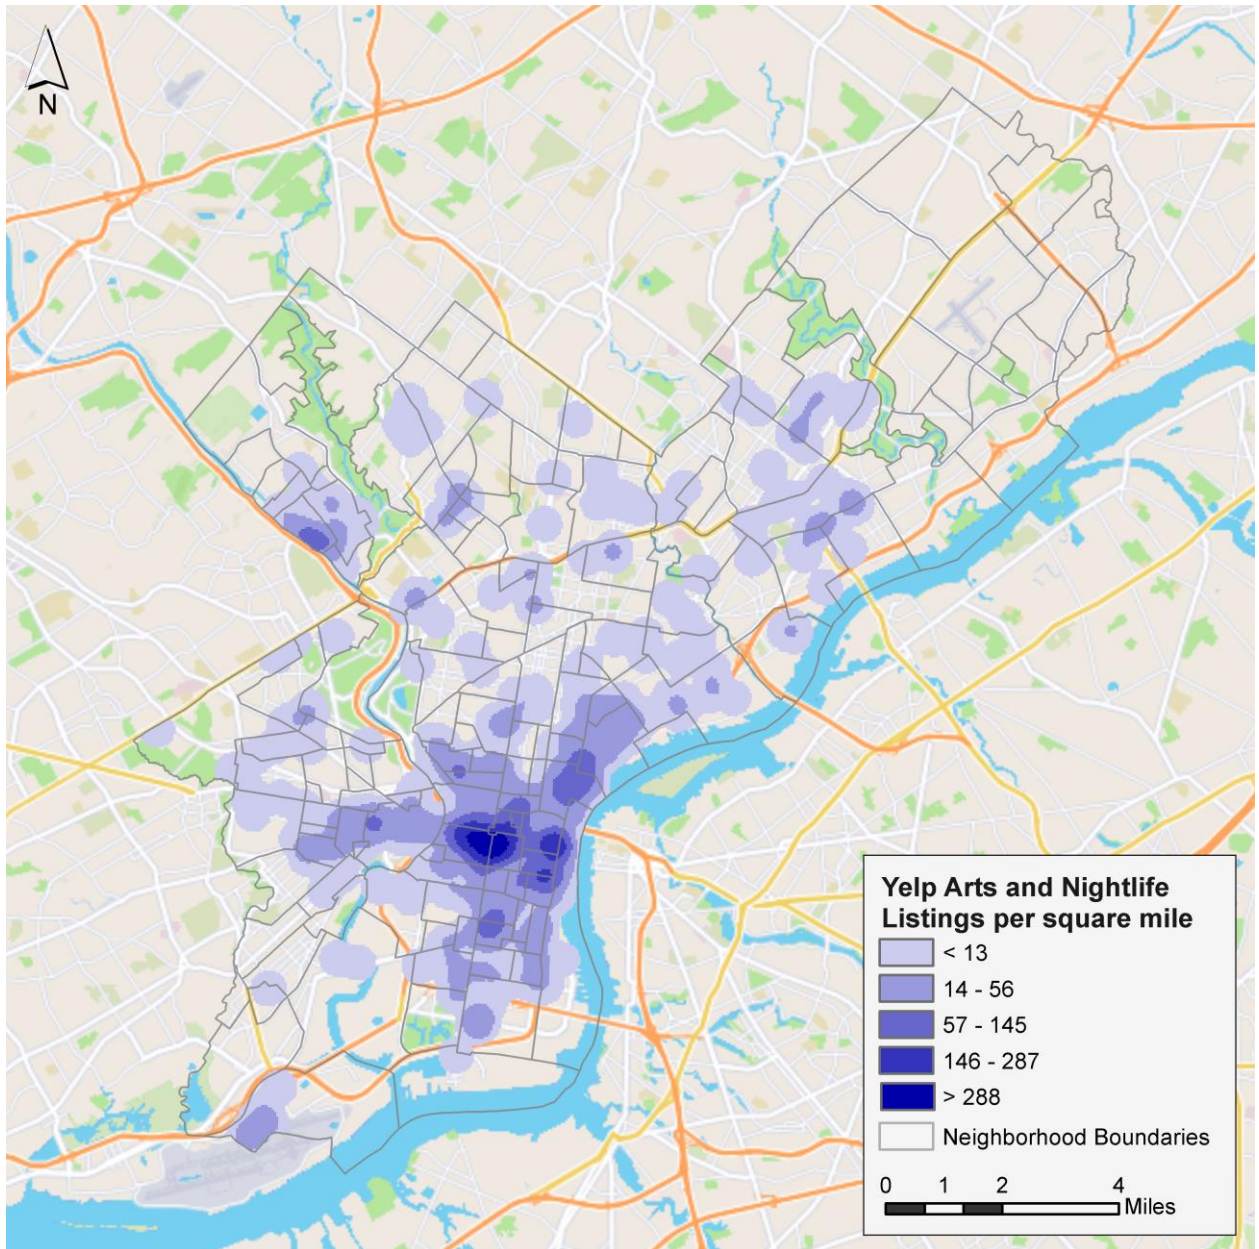 N
Yelp Arts and Nightlife
Listings per square mile
< 13
14 - 56
57 - 145
146 - 287
> 288
Neighborhood Boundaries
0 1 2 4
Miles